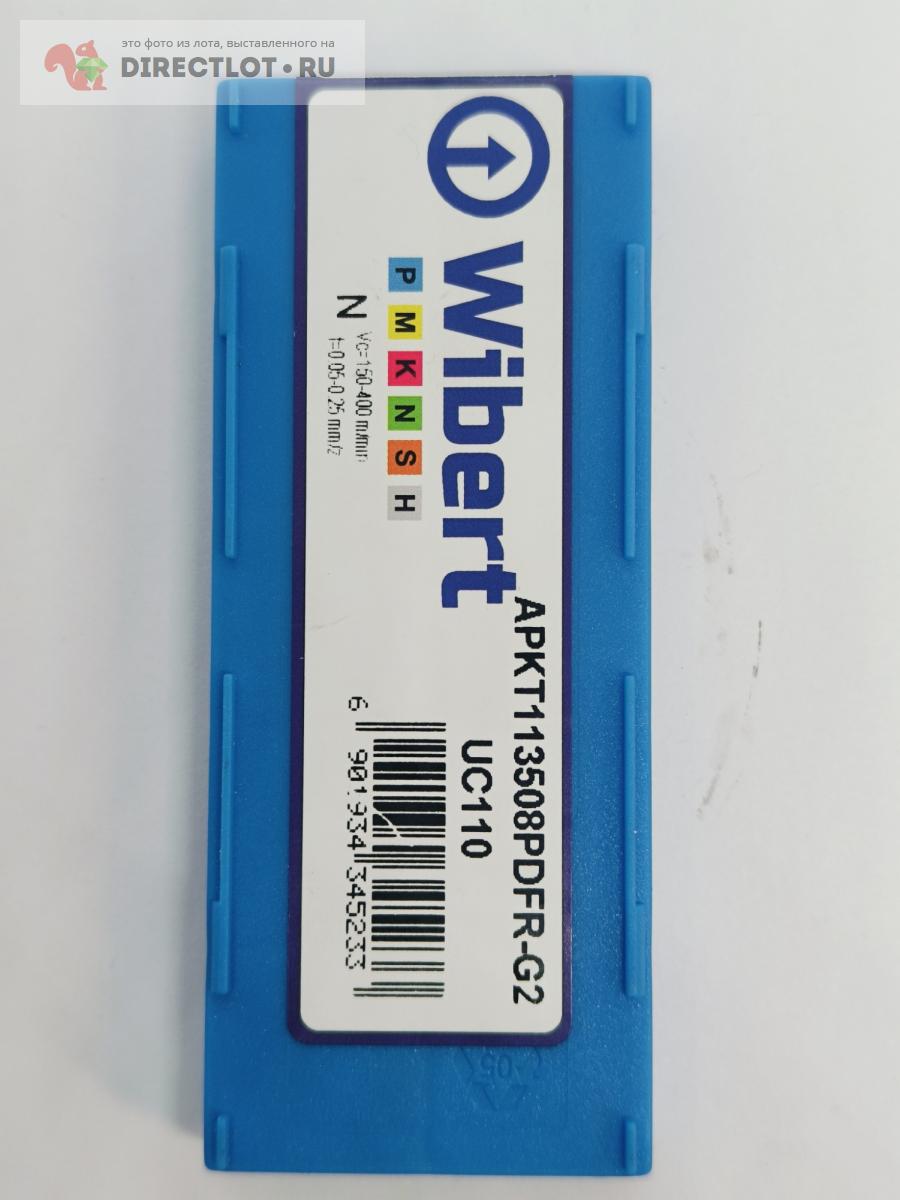 это фото из лота, выставленного на
DIRECTLOT.RU
Wibert
P M K N S H
N
Vc=150-400 m/min
f=0.05-0.25 mm/z
APKT113508PDFR-G2
UC110
6 901934 345233
05